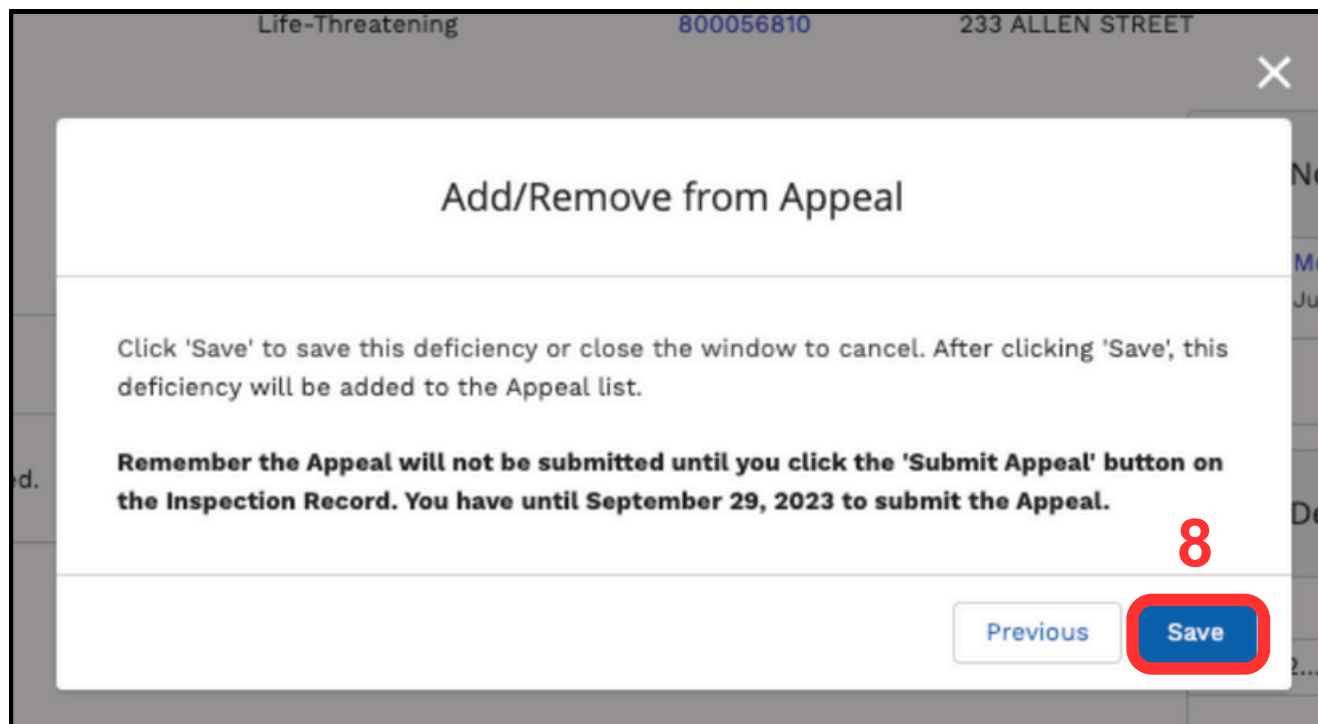 Life-Threatening 800056810 233 ALLEN STREET
Add/Remove from Appeal
Click 'Save' to save this deficiency or close the window to cancel. After clicking 'Save', this
deficiency will be added to the Appeal list.
Remember the Appeal will not be submitted until you click the 'Submit Appeal' button on
the Inspection Record. You have until September 29, 2023 to submit the Appeal.
8
Previous Save